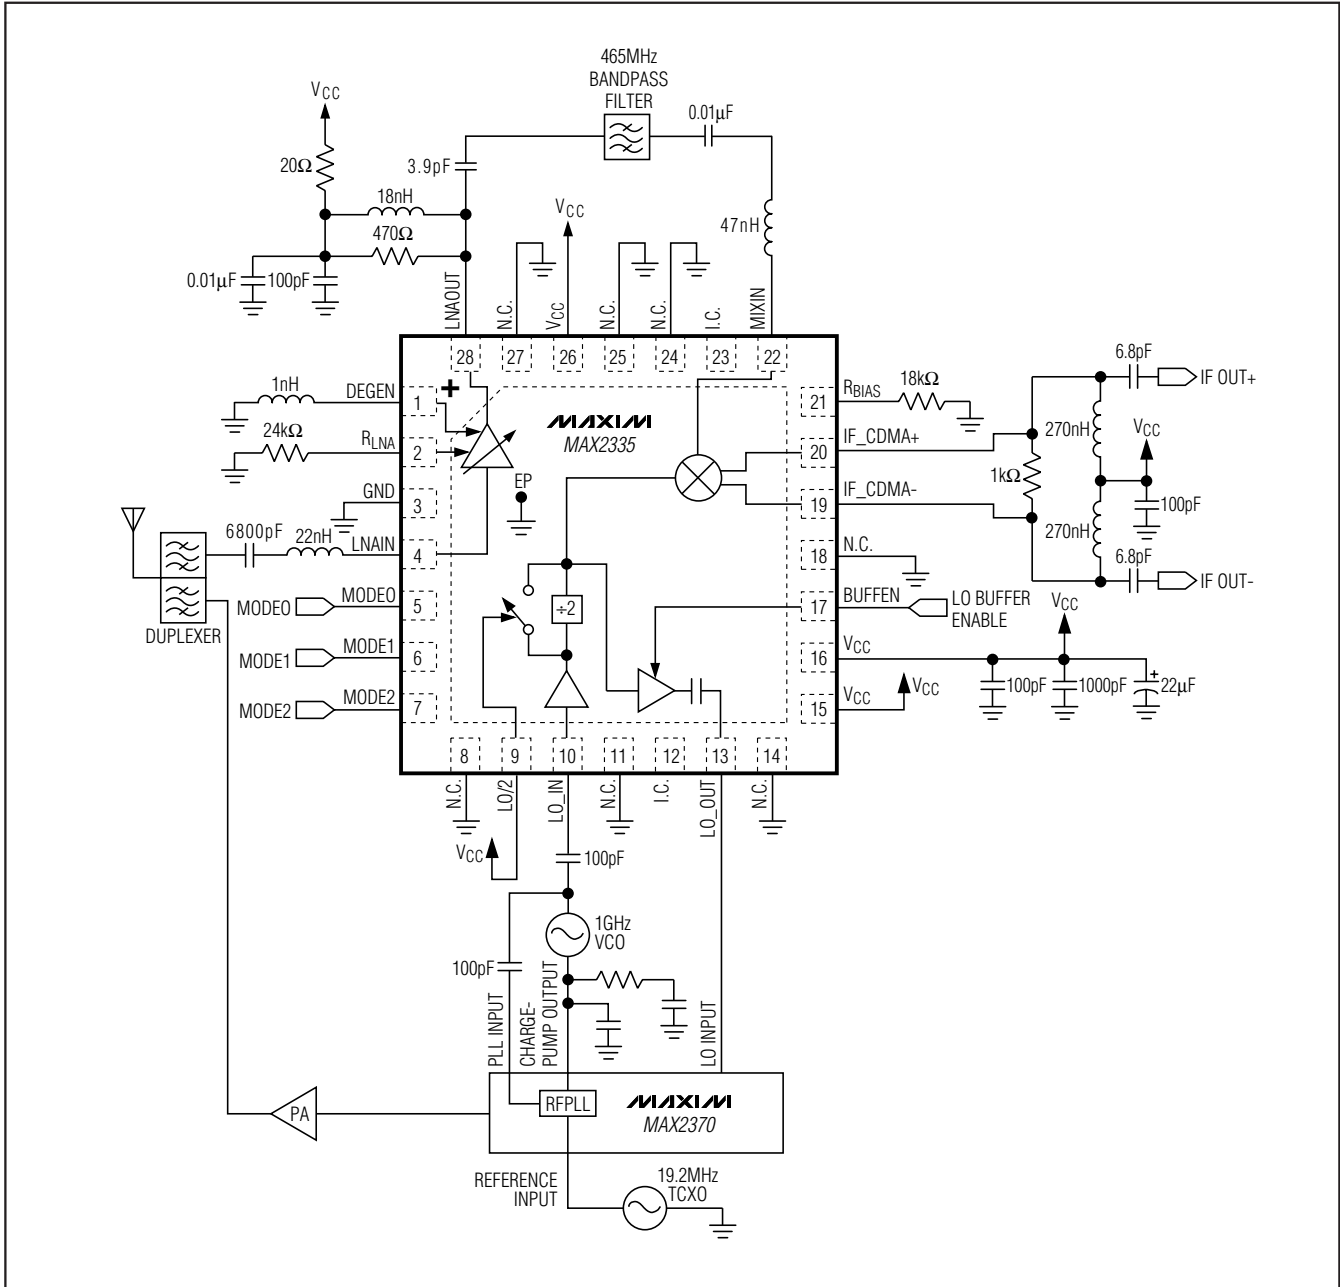 465MHz
BANDPASS
FILTER
0.01µF
VCC
20Ω
3.9pF
18nH
470Ω
VCC
47nH
0.01µF
100pF
LNAOUT
N.C.
VCC
N.C.
N.C.
I.C.
MIXIN
28 27 26 25 24 23 22
1nH
DEGEN
1
+
24kΩ
RLNA
2
GND
3
6800pF
22nH
LNAIN
4
MODE0
MODE0
5
MODE1
MODE1
6
MODE2
MODE2
7
DUPLEXER
MAXIM
MAX2335
EP
÷2
21
RBIAS
18kΩ
20
IF_CDMA+
19
IF_CDMA-
18
N.C.
17
BUFFEN
LO BUFFER
ENABLE
16
VCC
15
VCC
VCC
6.8pF
IF OUT+
270nH
VCC
1kΩ
100pF
270nH
6.8pF
IF OUT-
VCC
100pF
1000pF
+
22µF
8 9 10 11 12 13 14
N.C.
LO/2
LO_IN
N.C.
I.C.
LO_OUT
N.C.
VCC
100pF
1GHz
VCO
100pF
PLL INPUT
CHARGE-
PUMP OUTPUT
LO INPUT
RFPLL
MAXIM
MAX2370
PA
REFERENCE
INPUT
19.2MHz
TCXO